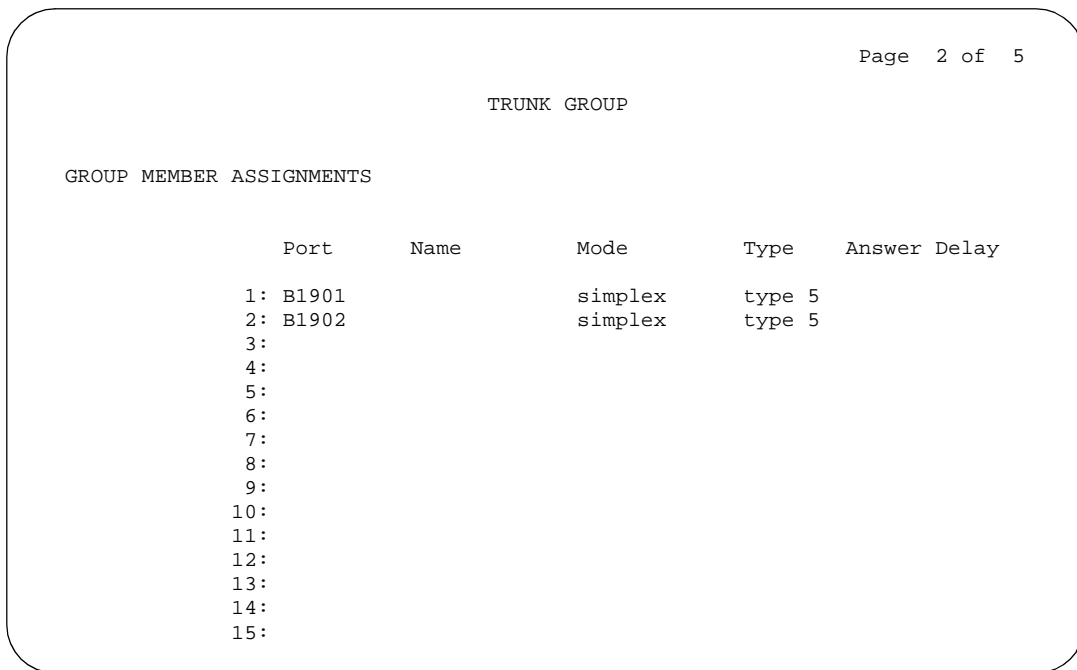 Page 2 of 5
TRUNK GROUP
GROUP MEMBER ASSIGNMENTS
Port Name Mode Type Answer Delay
1: B1901 simplex type 5
2: B1902 simplex type 5
3:
4:
5:
6:
7:
8:
9:
10:
11:
12:
13:
14:
15: